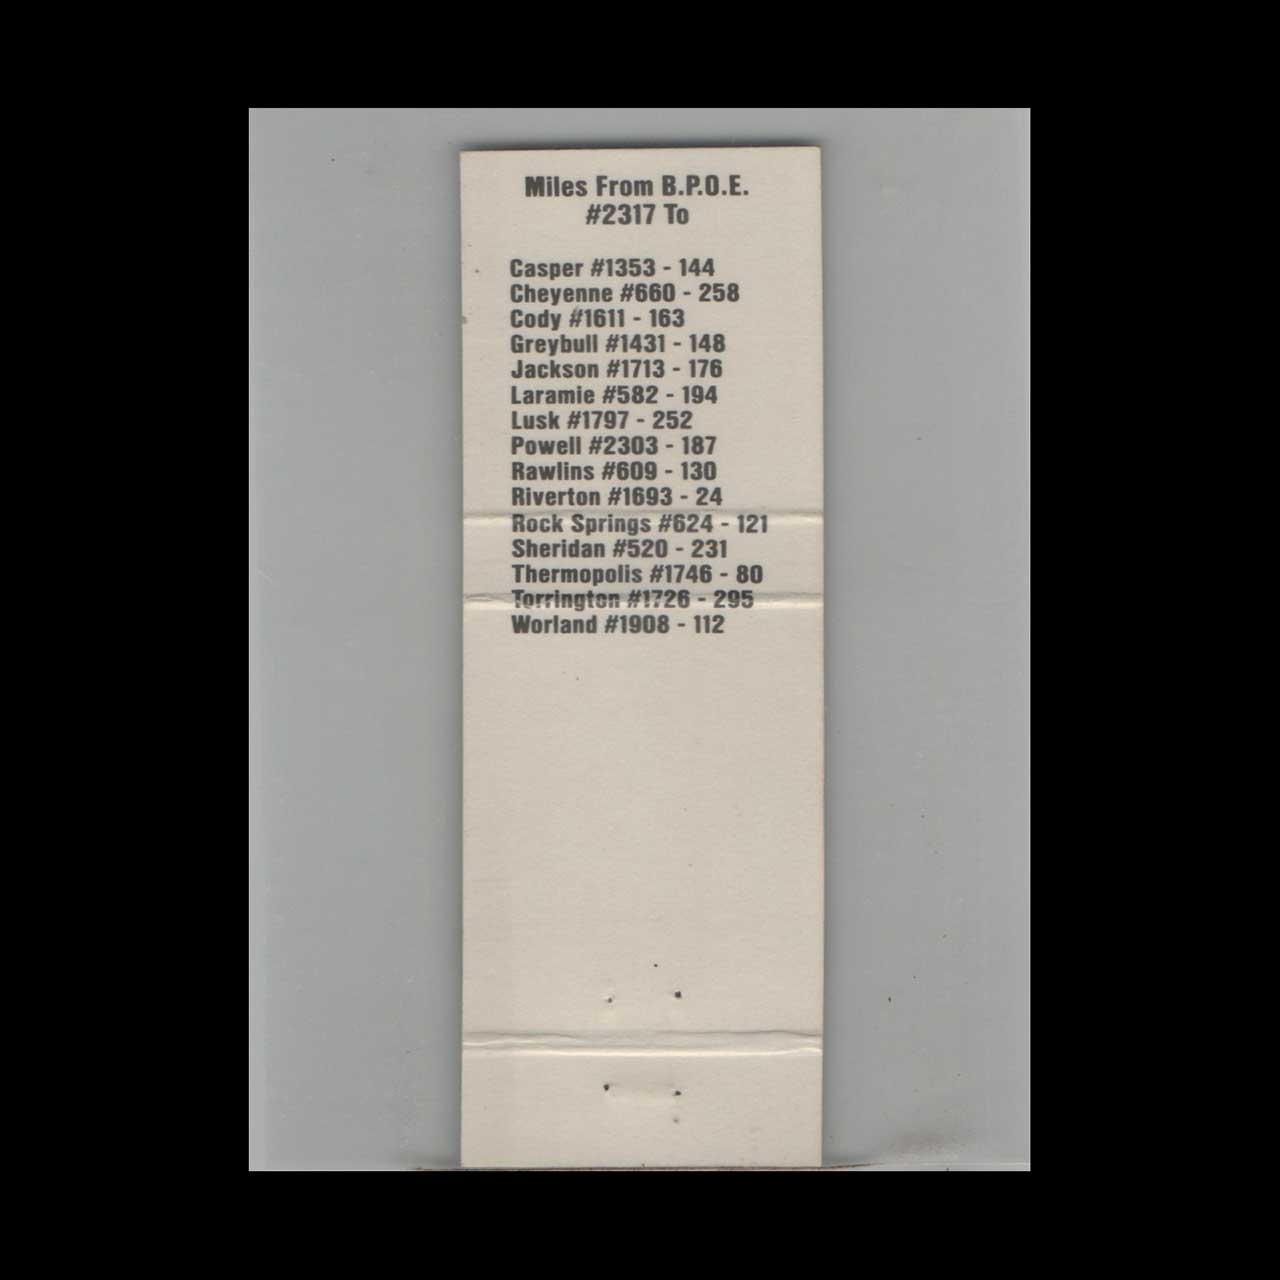 Miles From B.P.O.E.
#2317 To
Casper #1353 - 144
Cheyenne #660 - 258
Cody #1611 - 163
Greybull #1431 - 148
Jackson #1713 - 176
Laramie #582 - 194
Lusk #1797 - 252
Powell #2303 - 187
Rawlins #609 - 130
Riverton #1693 - 24
Rock Springs #624 - 121
Sheridan #520 - 231
Thermopolis #1746 - 80
Torrington #1726 - 295
Worland #1908 - 112